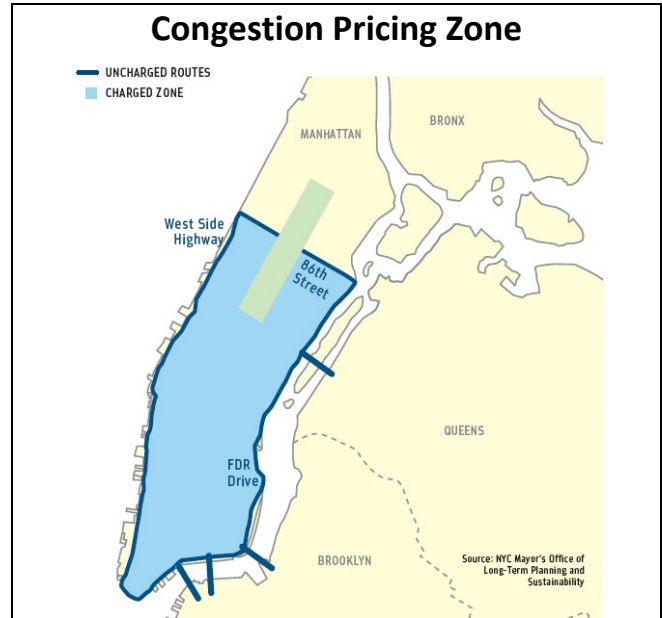 Congestion Pricing Zone
UNCHARGED ROUTES
CHARGED ZONE
BRONX
MANHATTAN
West Side
Highway
86th
Street
QUEENS
FDR
Drive
BROOKLYN
Source: NYC Mayor's Office of
Long-Term Planning and
Sustainability